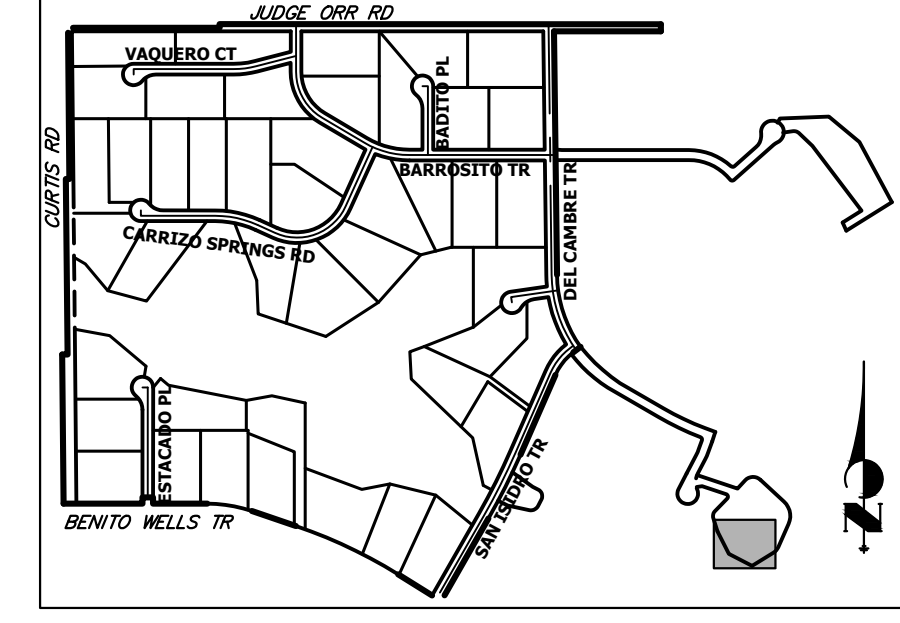 JUDGE ORR RD
VAQUERO CT
BADITO PL
CURTIS RD
BARROSITO TR
DEL CAMBRE TR
CARRIZO SPRINGS RD
ESTACADO PL
SAN ISIDRO TR
BENITO WELLS TR
N